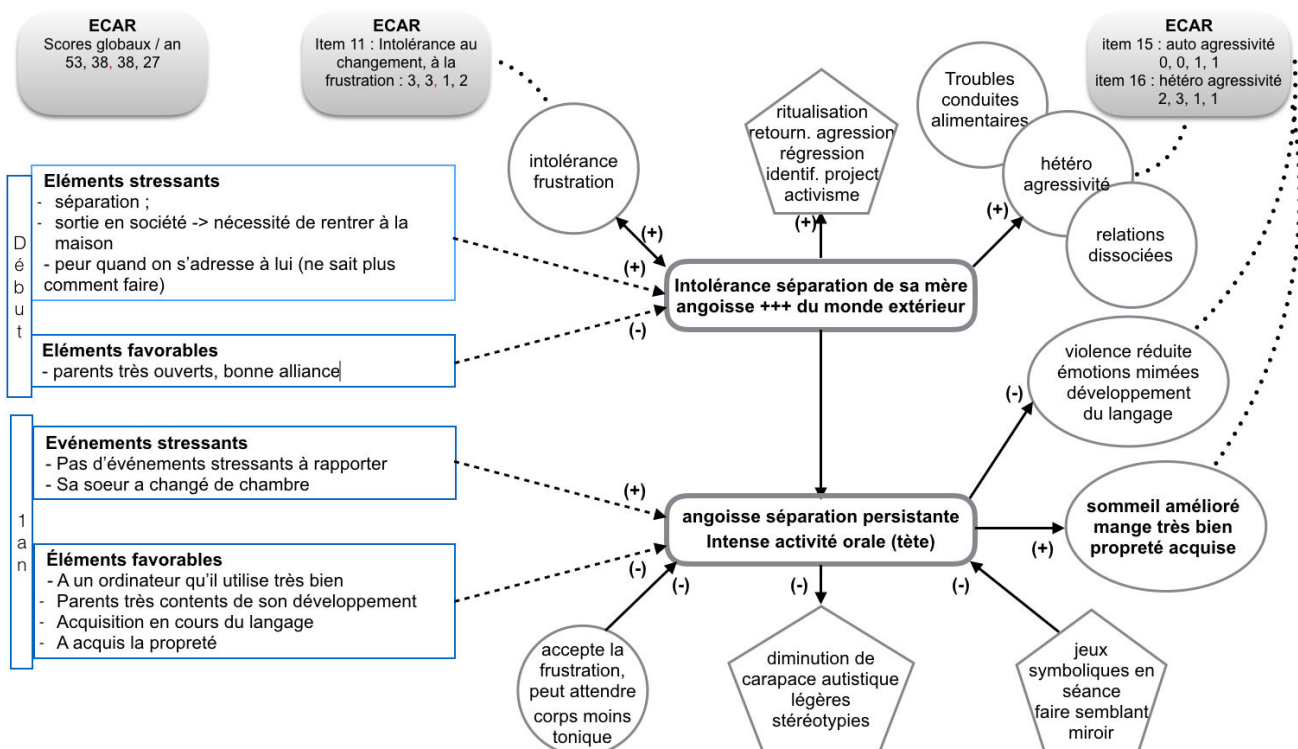 ECAR
Scores globaux / an
53, 38, 38, 27
ECAR
Item 11 : Intolérance au
changement, à la
frustration : 3, 3, 1, 2
ECAR
item 15 : auto agressivité
0, 0, 1, 1
item 16 : hétéro agressivité
2, 3, 1, 1
intolérance
frustration
ritualisation
retourn. agression
régression
identif. project
activisme
Troubles
conduites
alimentaires
hétéro
agressivité
relations
dissociées
Début
Eléments stressants
- séparation ;
- sortie en société -> nécessité de rentrer à la
maison
- peur quand on s'adresse à lui (ne sait plus
comment faire)
Eléments favorables
- parents très ouverts, bonne alliance
(+)
(+)
(+)
(+)
(-)
Intolérance séparation de sa mère
angoisse +++ du monde extérieur
violence réduite
émotions mimées
développement
du langage
(-)
1an
Evénements stressants
- Pas d'événements stressants à rapporter
- Sa soeur a changé de chambre
Éléments favorables
- A un ordinateur qu'il utilise très bien
- Parents très contents de son développement
- Acquisition en cours du langage
- A acquis la propreté
(+)
(-)
angoisse séparation persistante
Intense activité orale (tète)
(+)
sommeil amélioré
mange très bien
propreté acquise
(-)
(-)
(-)
accepte la
frustration,
peut attendre
corps moins
tonique
diminution de
carapace autistique
légères
stéréotypies
jeux
symboliques en
séance
faire semblant
miroir